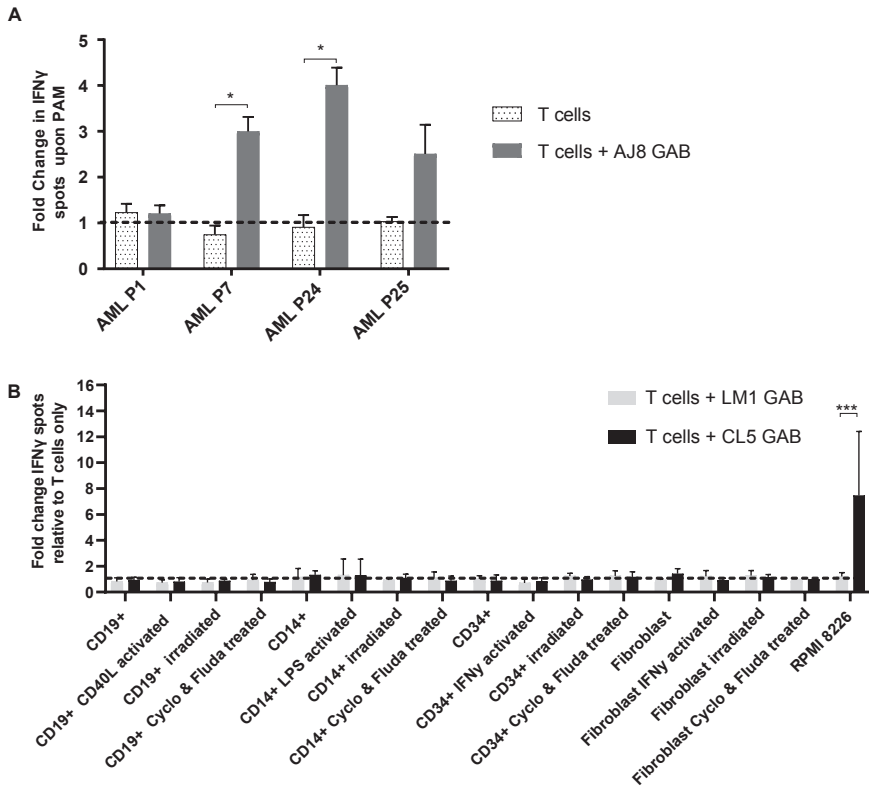 A
Fold Change in IFNγ
spots upon PAM
5
4
3
2
1
0
*
*
T cells
T cells + AJ8 GAB
AML P1
AML P7
AML P24
AML P25
B
Fold change IFNγ spots
relative to T cells only
16
14
12
10
8
6
4
2
0
T cells + LM1 GAB
T cells + CL5 GAB
***
CD19+
CD19+ CD40L activated
CD19+ irradiated
CD19+ Cyclo & Fluda treated
CD14+
CD14+ LPS activated
CD14+ irradiated
CD14+ Cyclo & Fluda treated
CD34+
CD34+ IFNγ activated
CD34+ irradiated
CD34+ Cyclo & Fluda treated
Fibroblast
Fibroblast IFNγ activated
Fibroblast irradiated
Fibroblast Cyclo & Fluda treated
RPMI 8226